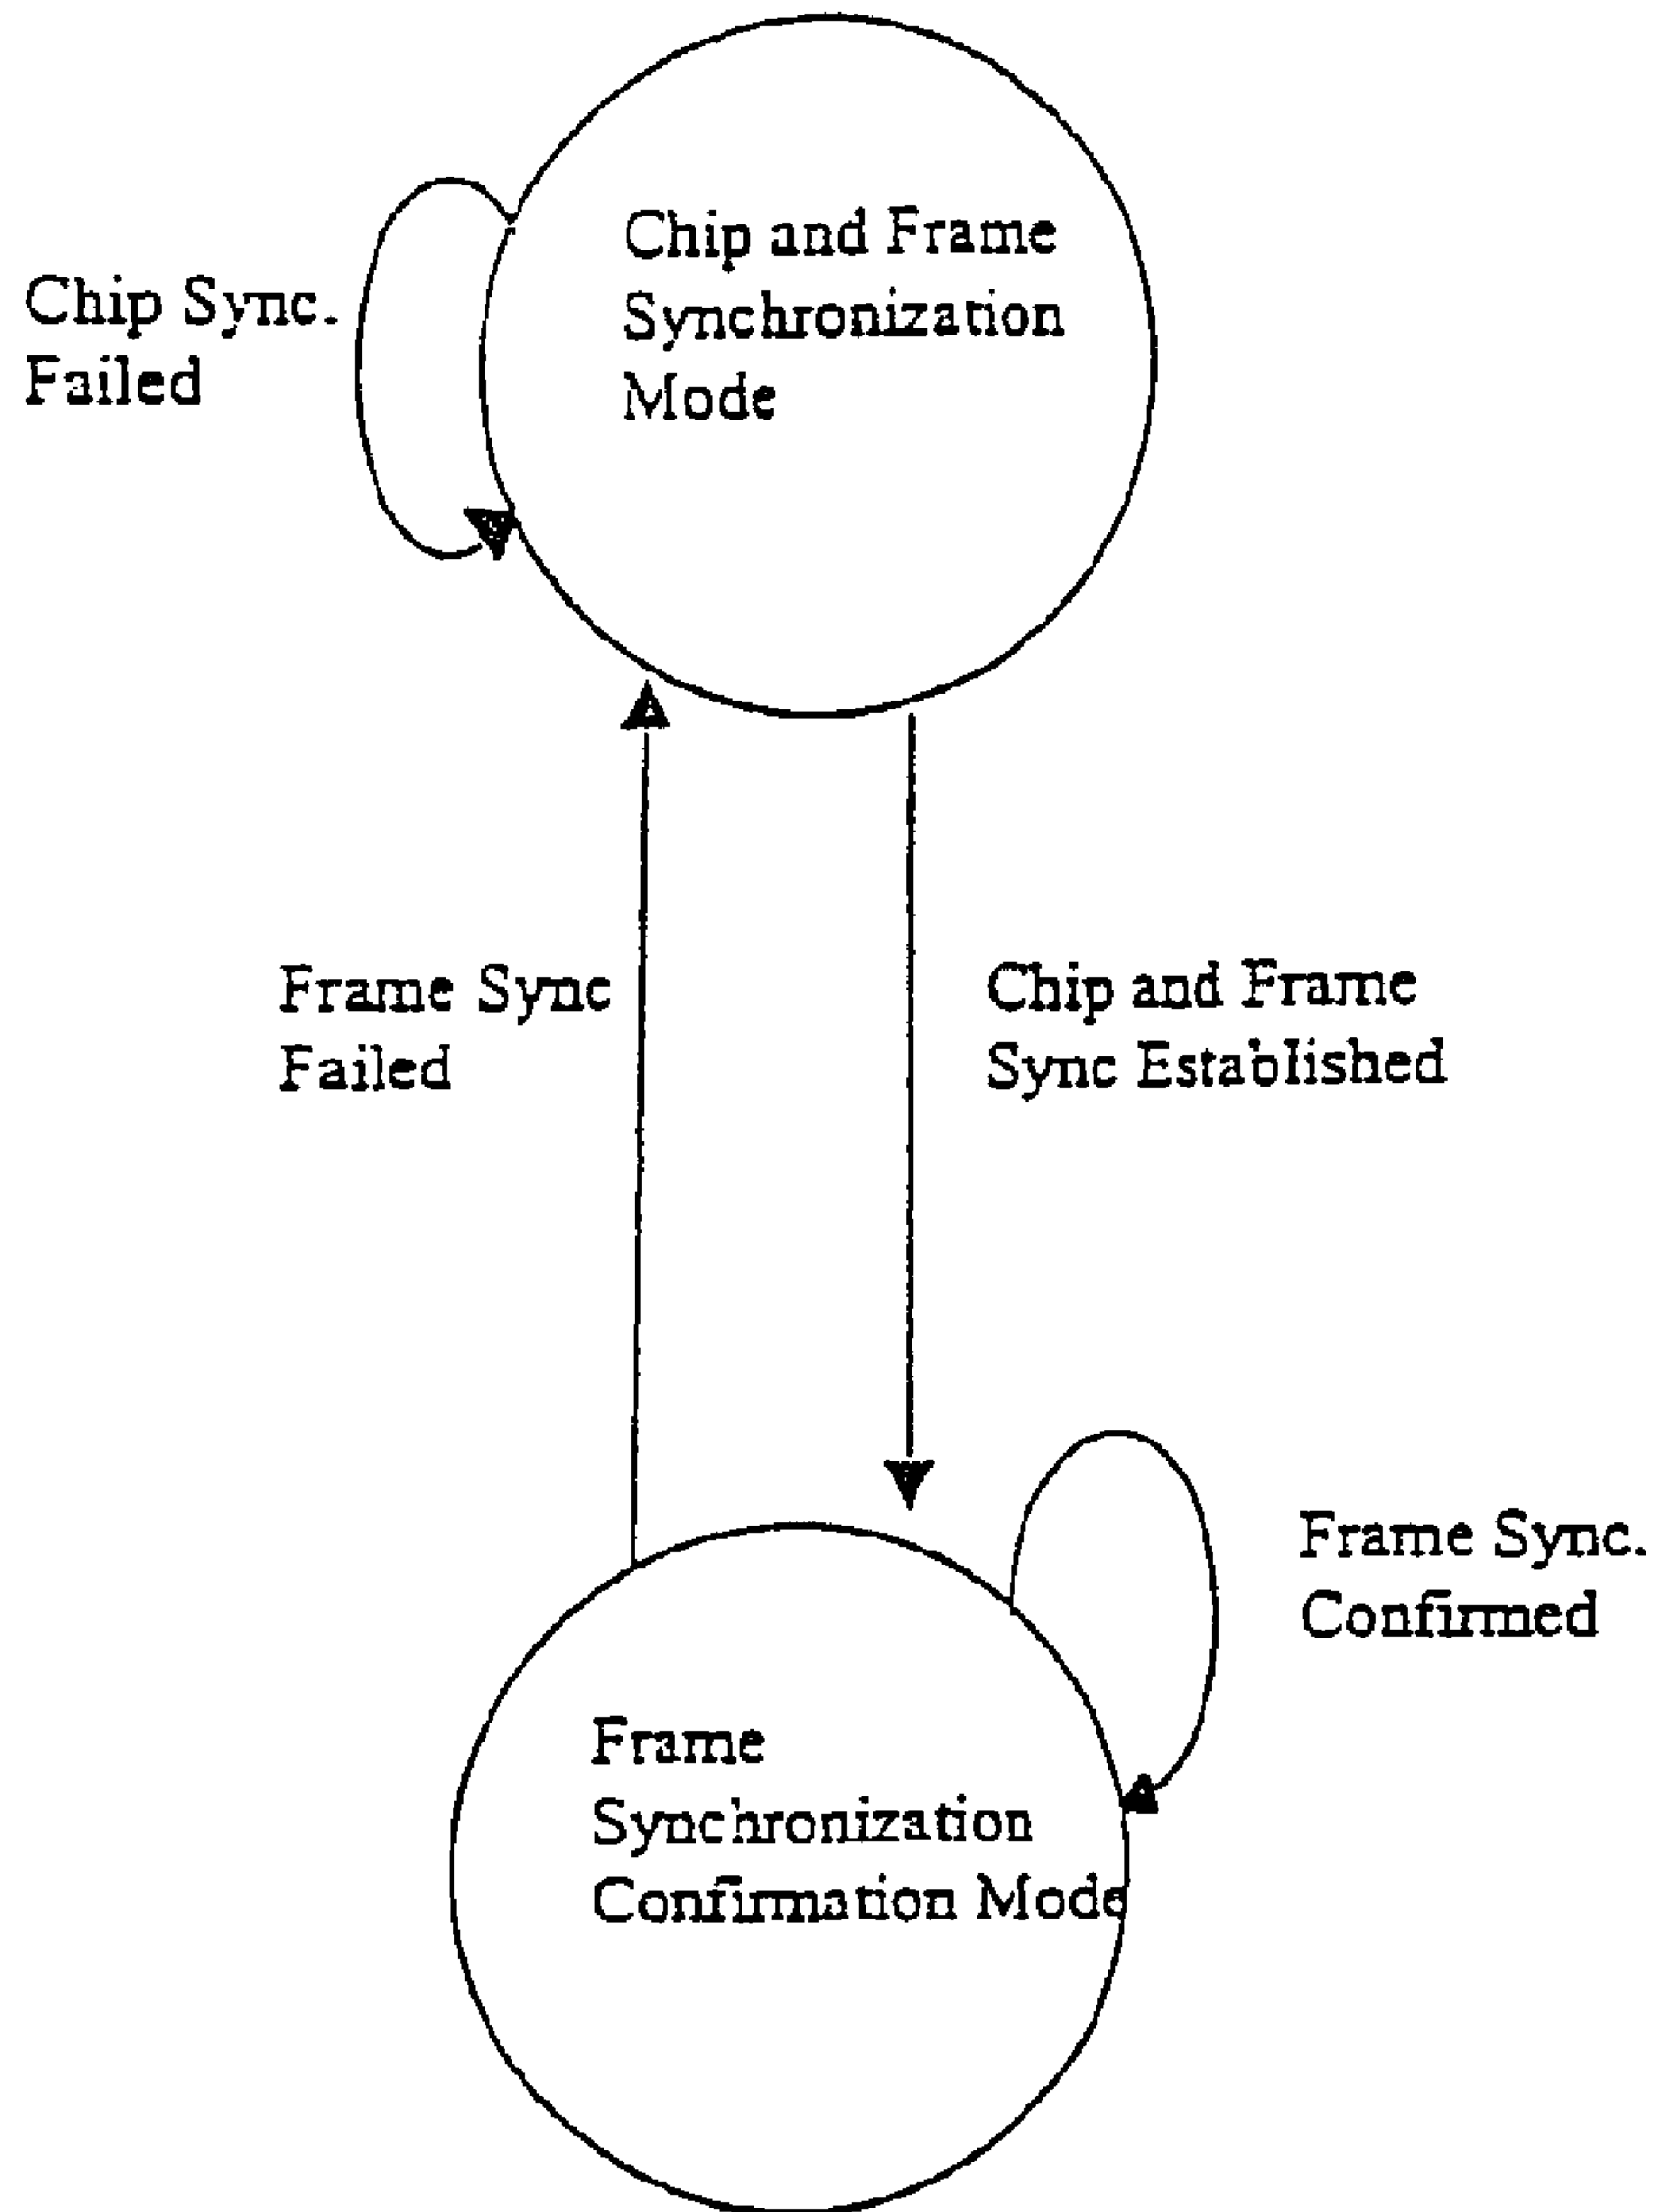 Chip and Frame
Synchronization
Mode
Chip Sync.
Failed
Frame Sync
Failed
Chip and Frame
Sync Established
Frame Sync.
Confirmed
Frame
Synchronization
Confirmation Mode